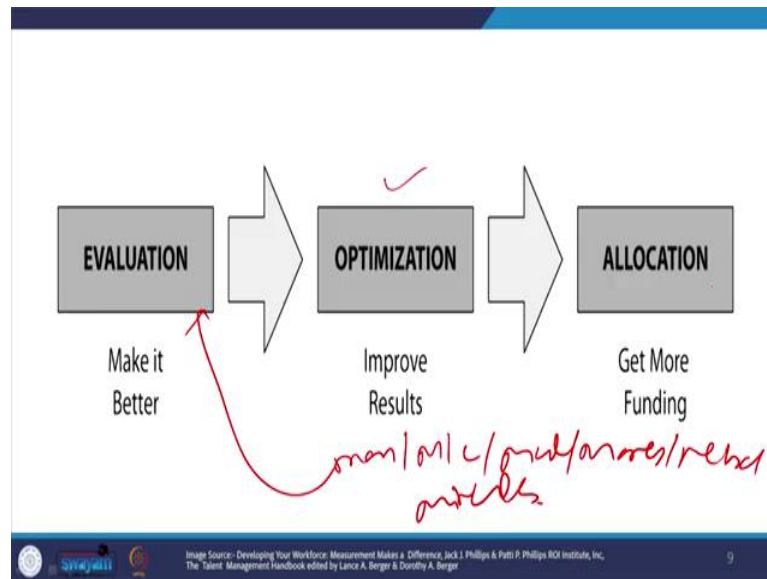 EVALUATION
OPTIMIZATION
ALLOCATION
Make it
Better
Improve
Results
Get More
Funding
swayam
Image Source:- Developing Your Workforce: Measurement Makes a Difference, Jack J. Phillips & Patti P. Phillips ROI Institute, Inc,
The Talent Management Handbook edited by Lance A. Berger & Dorothy A. Berger
9